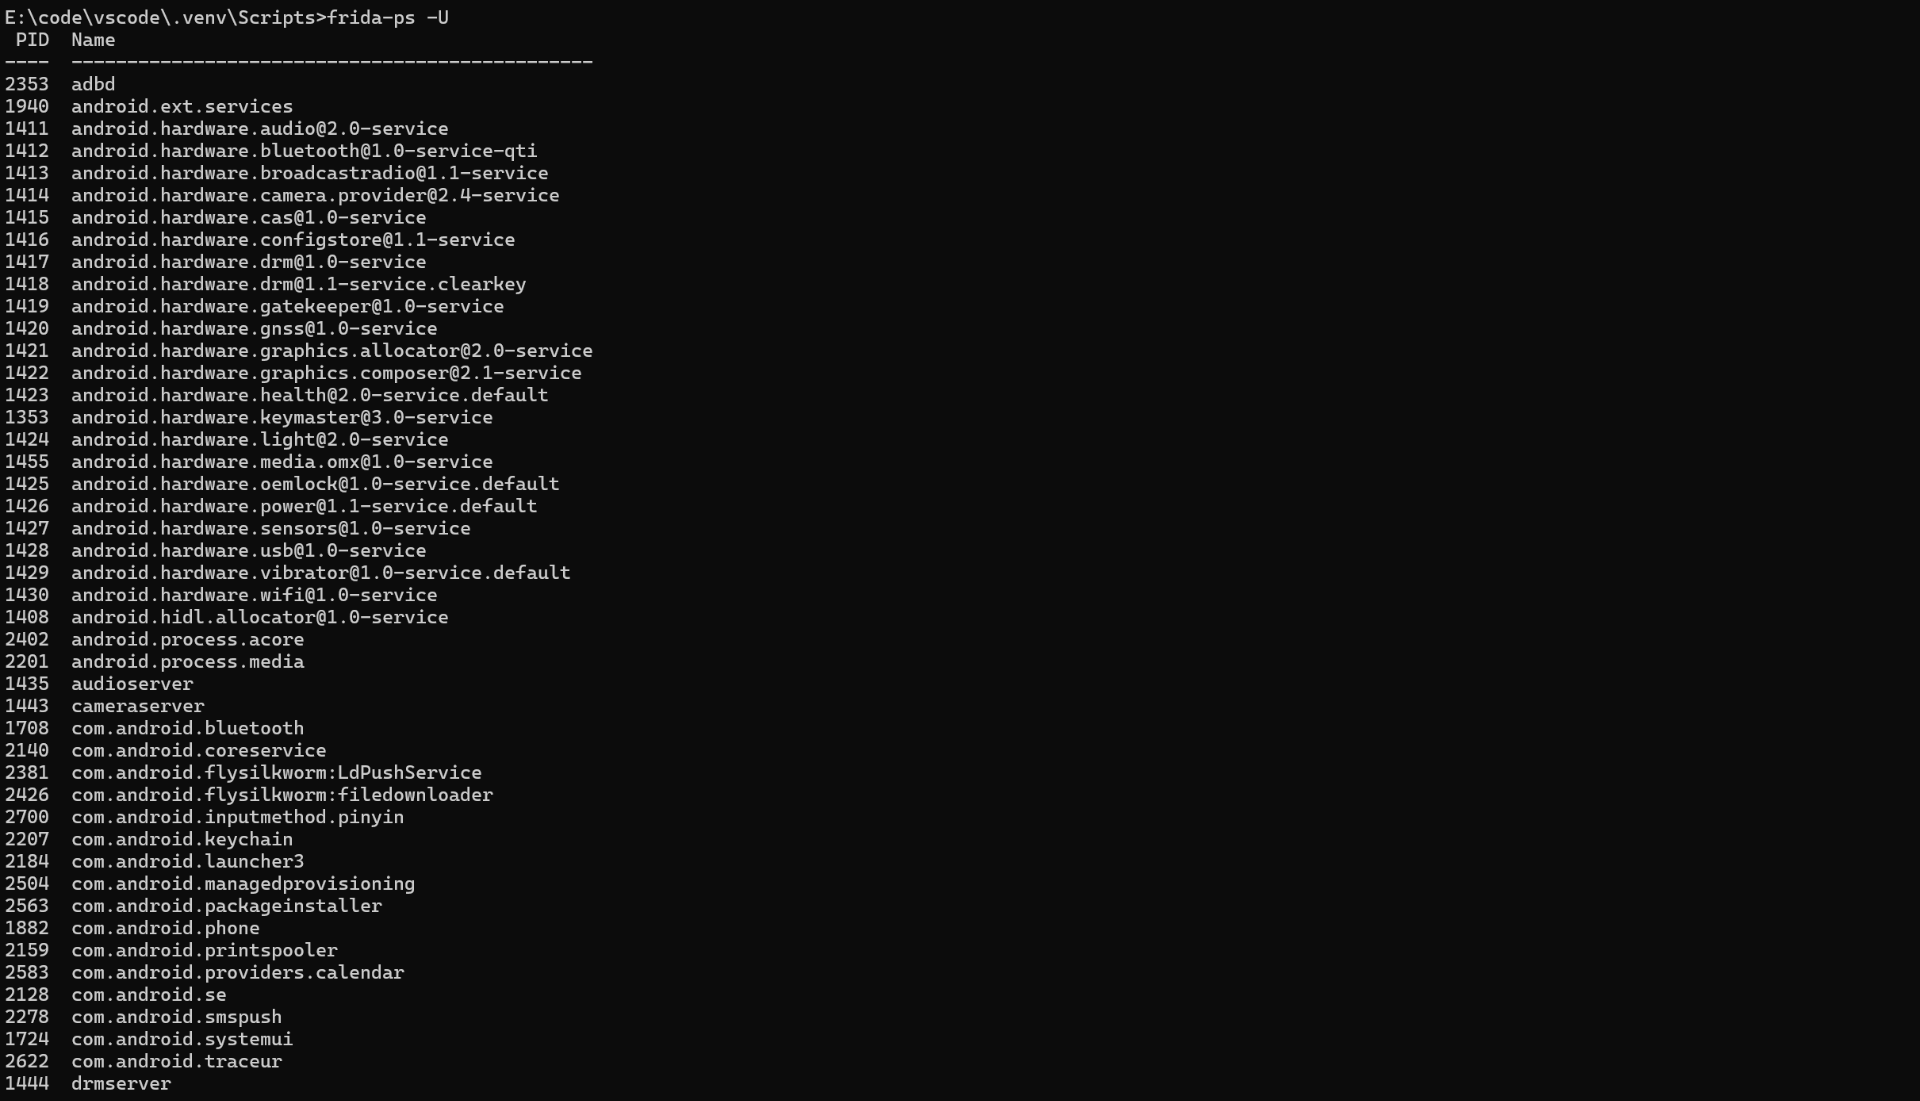 E:\code\vscode\.venv\Scripts>frida-ps -U
 PID  Name
----  -----------------------------------------------
2353  adbd
1940  android.ext.services
1411  android.hardware.audio@2.0-service
1412  android.hardware.bluetooth@1.0-service-qti
1413  android.hardware.broadcastradio@1.1-service
1414  android.hardware.camera.provider@2.4-service
1415  android.hardware.cas@1.0-service
1416  android.hardware.configstore@1.1-service
1417  android.hardware.drm@1.0-service
1418  android.hardware.drm@1.1-service.clearkey
1419  android.hardware.gatekeeper@1.0-service
1420  android.hardware.gnss@1.0-service
1421  android.hardware.graphics.allocator@2.0-service
1422  android.hardware.graphics.composer@2.1-service
1423  android.hardware.health@2.0-service.default
1353  android.hardware.keymaster@3.0-service
1424  android.hardware.light@2.0-service
1455  android.hardware.media.omx@1.0-service
1425  android.hardware.oemlock@1.0-service.default
1426  android.hardware.power@1.1-service.default
1427  android.hardware.sensors@1.0-service
1428  android.hardware.usb@1.0-service
1429  android.hardware.vibrator@1.0-service.default
1430  android.hardware.wifi@1.0-service
1408  android.hidl.allocator@1.0-service
2402  android.process.acore
2201  android.process.media
1435  audioserver
1443  cameraserver
1708  com.android.bluetooth
2140  com.android.coreservice
2381  com.android.flysilkworm:LdPushService
2426  com.android.flysilkworm:filedownloader
2700  com.android.inputmethod.pinyin
2207  com.android.keychain
2184  com.android.launcher3
2504  com.android.managedprovisioning
2563  com.android.packageinstaller
1882  com.android.phone
2159  com.android.printspooler
2583  com.android.providers.calendar
2128  com.android.se
2278  com.android.smspush
1724  com.android.systemui
2622  com.android.traceur
1444  drmserver